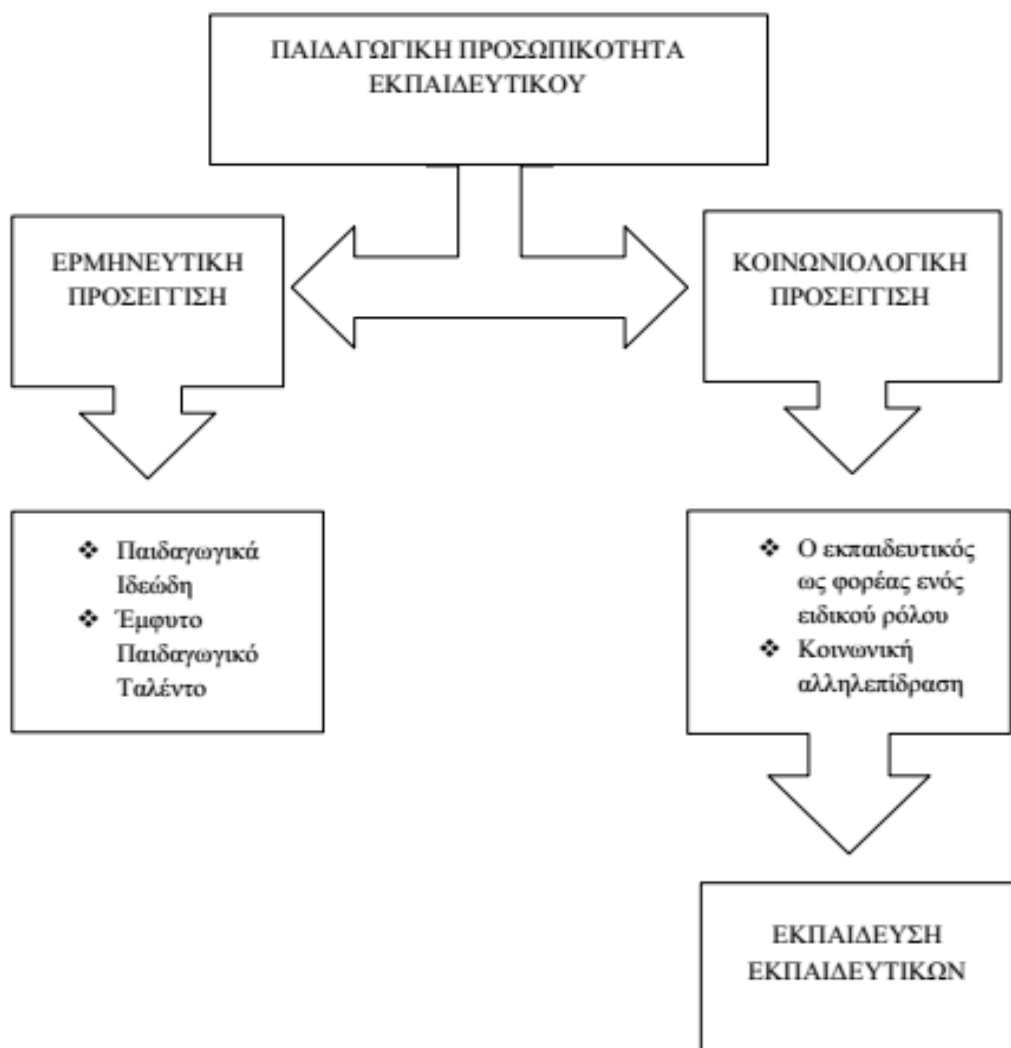 ΠΑΙΔΑΓΩΓΙΚΗ ΠΡΟΣΩΠΙΚΟΤΗΤΑ
ΕΚΠΑΙΔΕΥΤΙΚΟΥ
ΕΡΜΗΝΕΥΤΙΚΗ
ΠΡΟΣΕΓΓΙΣΗ
ΚΟΙΝΩΝΙΟΛΟΓΙΚΗ
ΠΡΟΣΕΓΓΙΣΗ
❖ Παιδαγωγικά
Ιδεώδη
❖ Έμφυτο
Παιδαγωγικό
Ταλέντο
❖ Ο εκπαιδευτικός
ως φορέας ενός
ειδικού ρόλου
❖ Κοινωνική
αλληλεπίδραση
ΕΚΠΑΙΔΕΥΣΗ
ΕΚΠΑΙΔΕΥΤΙΚΩΝ